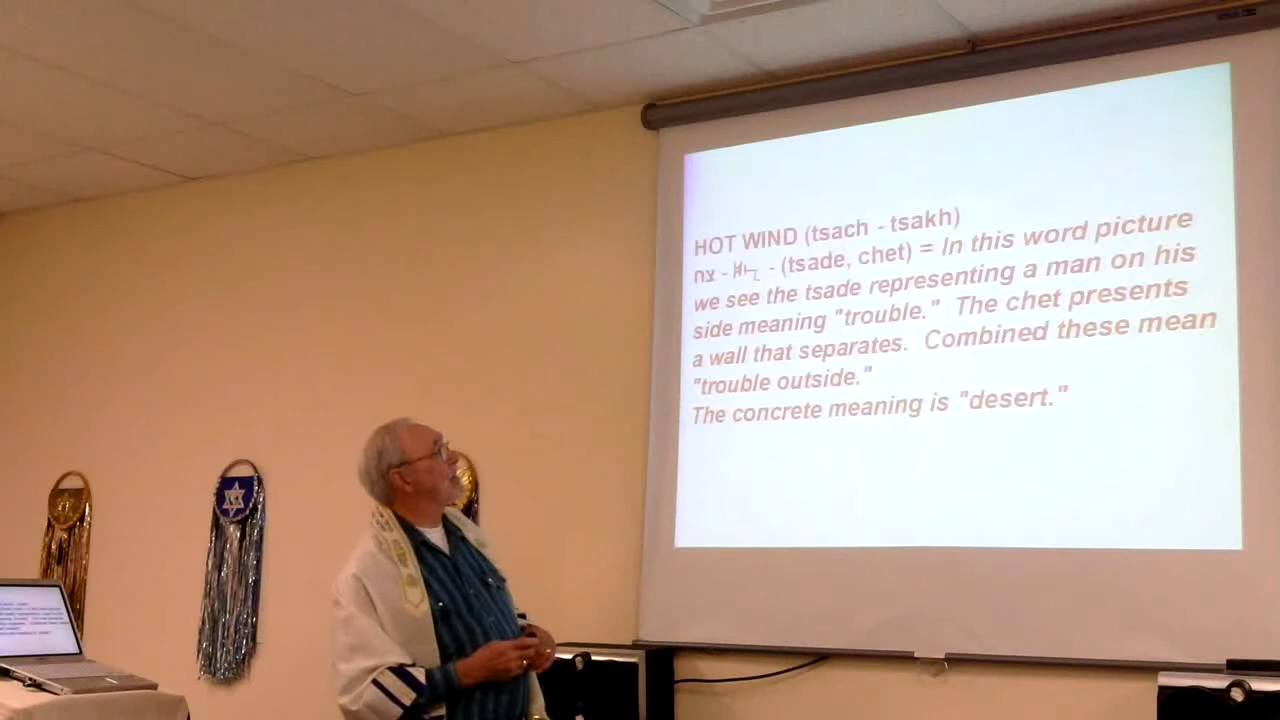 HOT WIND (tsach - tsakh)
צח - - (tsade, chet) = In this word picture
we see the tsade representing a man on his
side meaning "trouble." The chet presents
a wall that separates. Combined these mean
"trouble outside."
The concrete meaning is "desert."